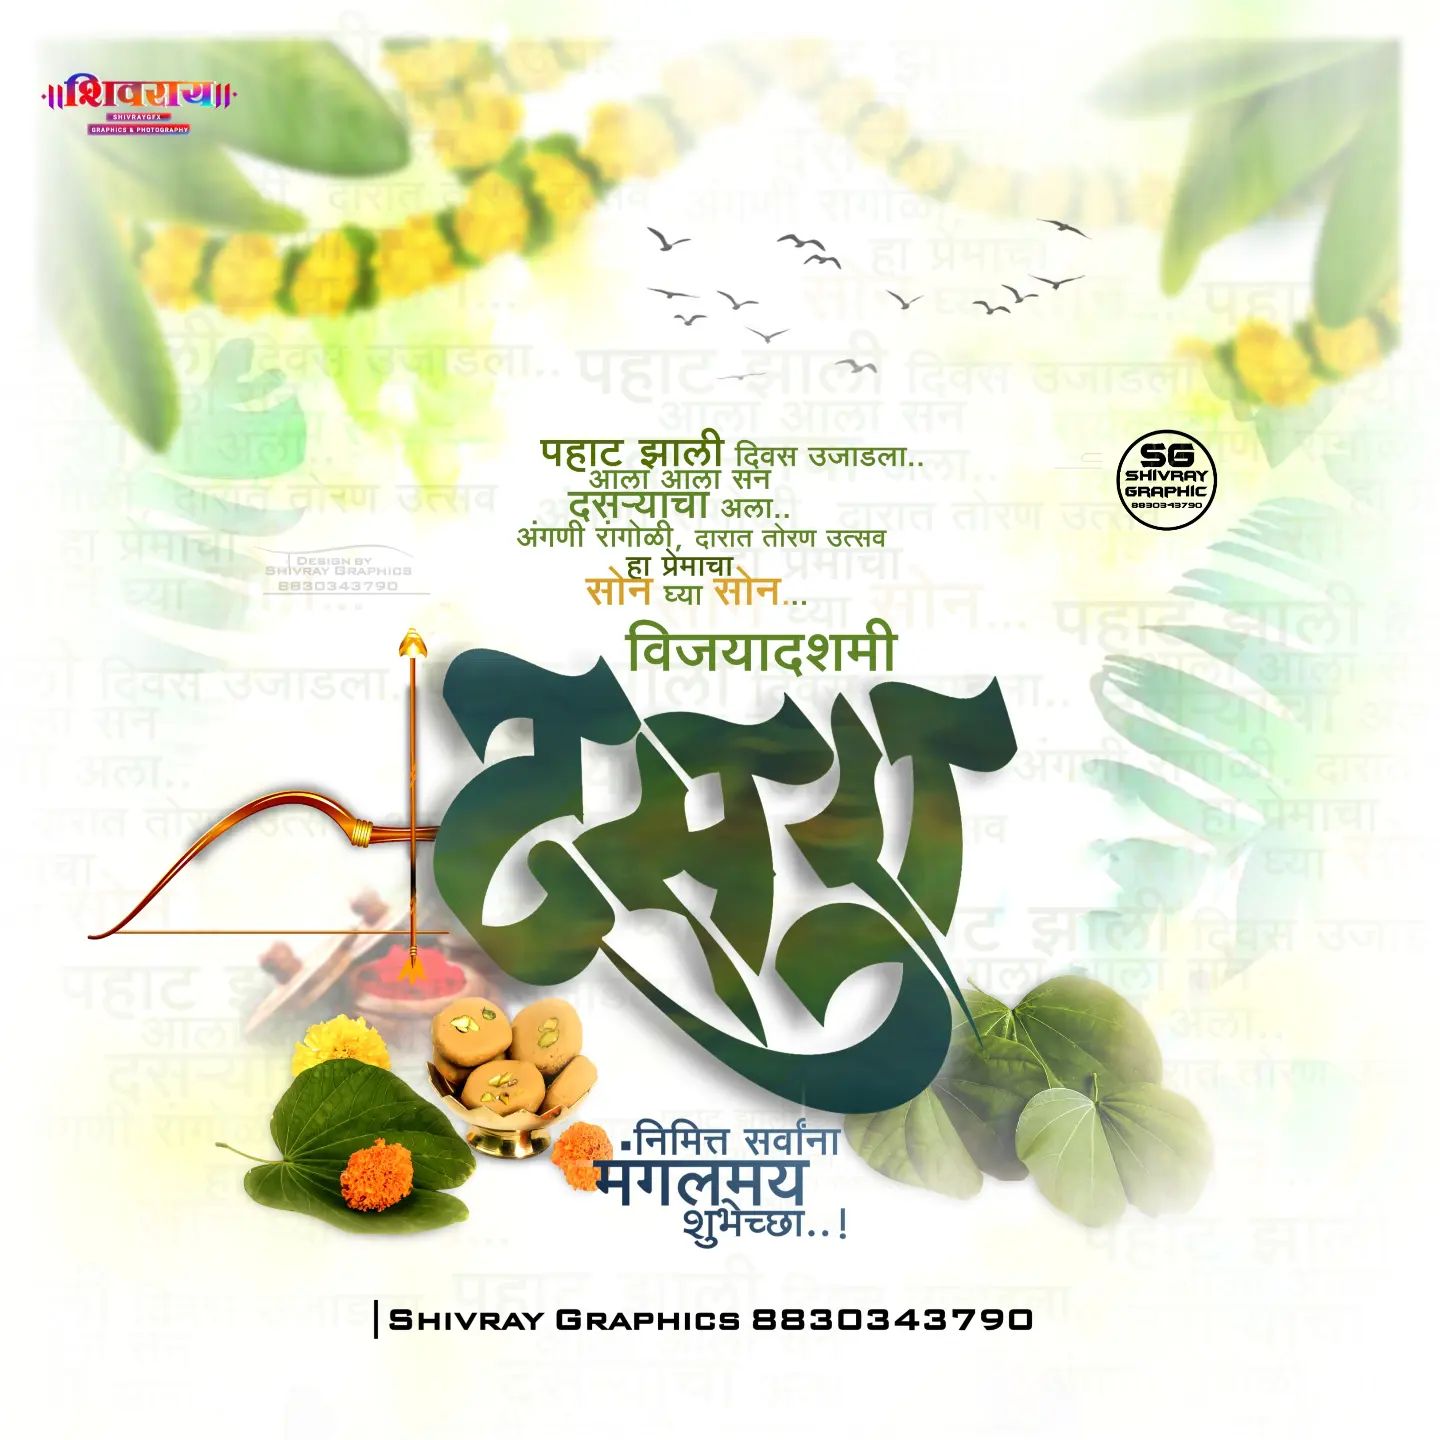 ॥शिवराय॥
SHIVRAYGFX
GRAPHICS & PHOTOGRAPHY
पहाट झाली दिवस उजाडला..
आला आला सन
दसऱ्याचा अला..
अंगणी रांगोळी, दारात तोरण उत्सव
हा प्रेमाचा
सोन घ्या सोन...
SG
SHIVRAY
GRAPHIC
8830343790
DESIGN BY
SHIVRAY GRAPHICS
8830343790
विजयादशमी
दसरा
निमित्त सर्वांना
मंगलमय
शुभेच्छा..!
SHIVRAY GRAPHICS 8830343790